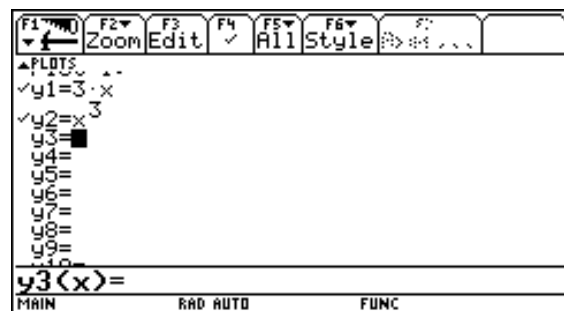 F1 F2 F3 F4 F5 F6
Zoom Edit ✓ All Style
PLOTS
✓y1=3·x
✓y2=x³
y3=
y4=
y5=
y6=
y7=
y8=
y9=
y3(x)=
MAIN RAD AUTO FUNC